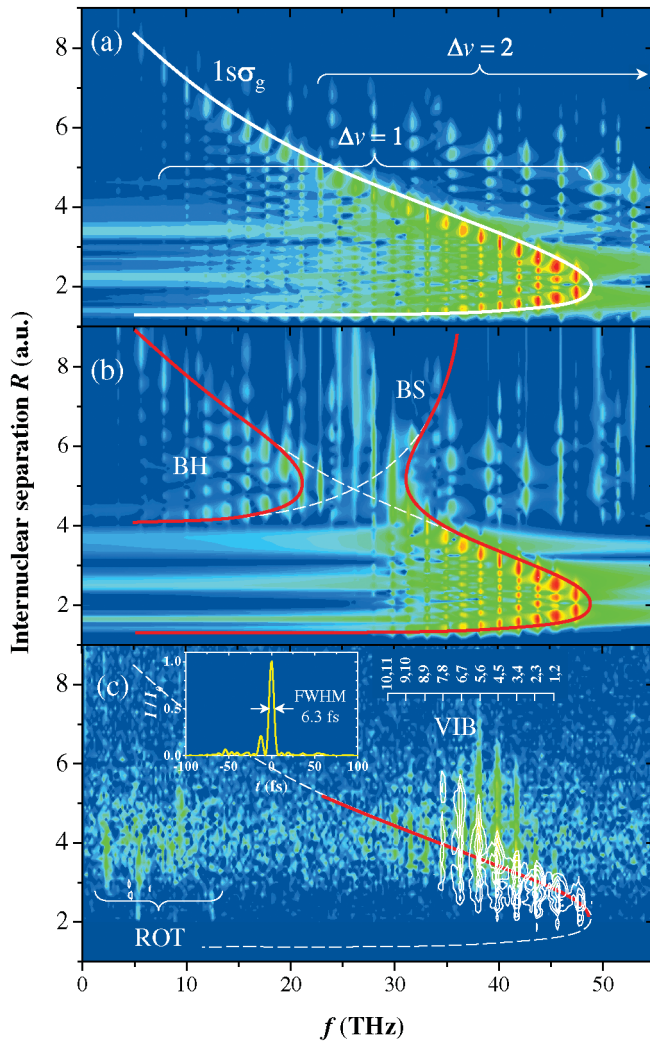 (a)
Δv = 2
1sσg
Δv = 1
8
6
4
2
(b)
BS
BH
8
6
4
2
Internuclear separation R (a.u.)
(c)
1.0
0.5
0.0
I / I0
FWHM
6.3 fs
-100 -50 0 50 100
t (fs)
10,11 9,10 8,9 7,8 6,7 5,6 4,5 3,4 2,3 1,2
VIB
ROT
8
6
4
2
0 10 20 30 40 50
f (THz)